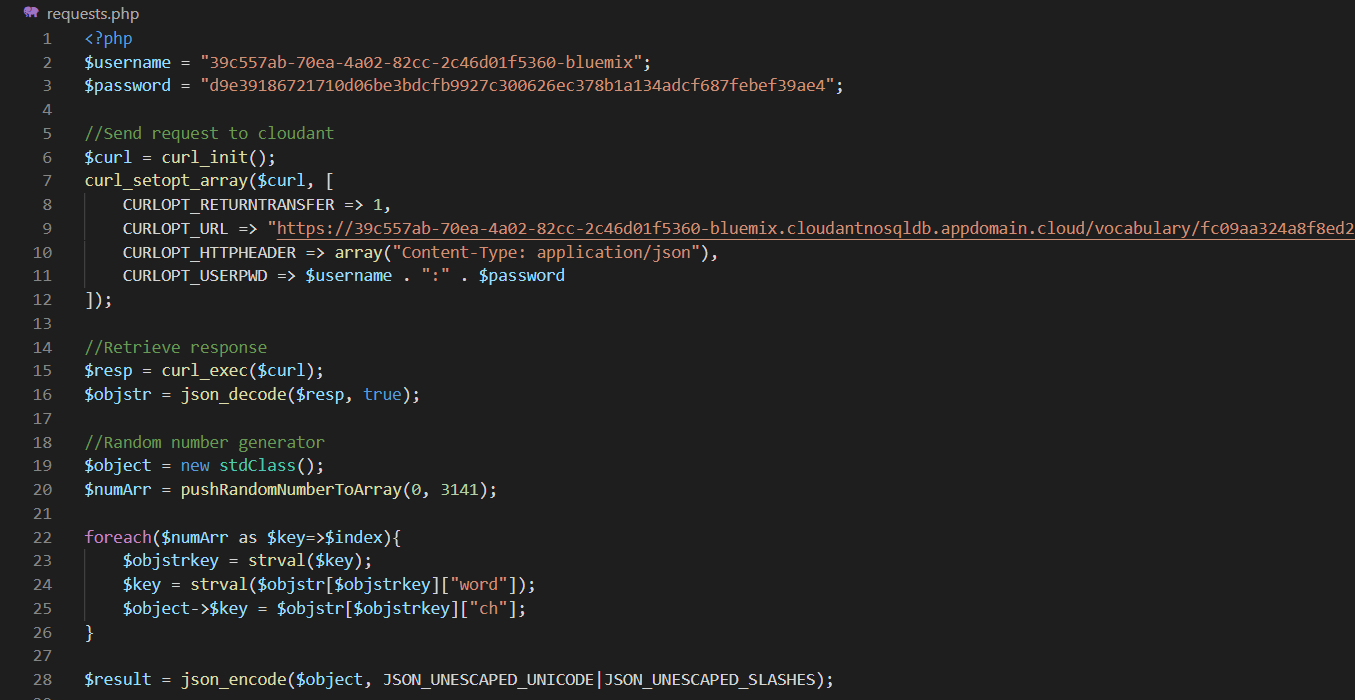 requests.php
1 <?php
2 $username = "39c557ab-70ea-4a02-82cc-2c46d01f5360-bluemix";
3 $password = "d9e39186721710d06be3bdcfb9927c300626ec378b1a134adcf687febef39ae4";
4
5 //Send request to cloudant
6 $curl = curl_init();
7 curl_setopt_array($curl, [
8 CURLOPT_RETURNTRANSFER => 1,
9 CURLOPT_URL => "https://39c557ab-70ea-4a02-82cc-2c46d01f5360-bluemix.cloudantnosqldb.appdomain.cloud/vocabulary/fc09aa324a8f8ed2
10 CURLOPT_HTTPHEADER => array("Content-Type: application/json"),
11 CURLOPT_USERPWD => $username . ":" . $password
12 ]);
13
14 //Retrieve response
15 $resp = curl_exec($curl);
16 $objstr = json_decode($resp, true);
17
18 //Random number generator
19 $object = new stdClass();
20 $numArr = pushRandomNumberToArray(0, 3141);
21
22 foreach($numArr as $key=>$index){
23 $objstrkey = strval($key);
24 $key = strval($objstr[$objstrkey]["word"]);
25 $object->$key = $objstr[$objstrkey]["ch"];
26 }
27
28 $result = json_encode($object, JSON_UNESCAPED_UNICODE|JSON_UNESCAPED_SLASHES);